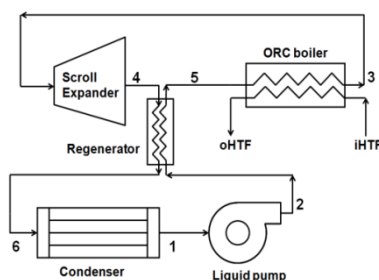 ORC boiler
Scroll
Expander
4
5
3
Regenerator
oHTF
iHTF
2
6
1
Condenser
Liquid pump